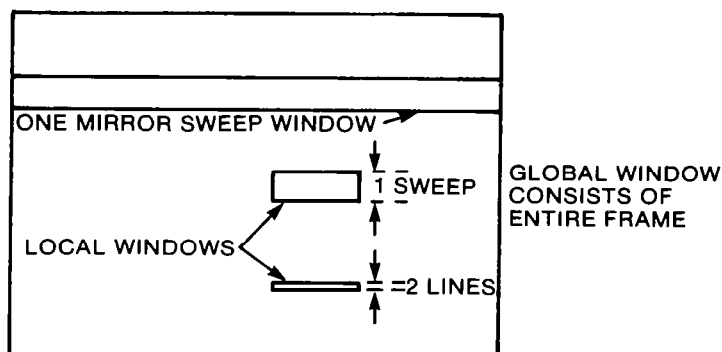 ONE MIRROR SWEEP WINDOW
1 SWEEP
GLOBAL WINDOW
CONSISTS OF
ENTIRE FRAME
LOCAL WINDOWS
=2 LINES